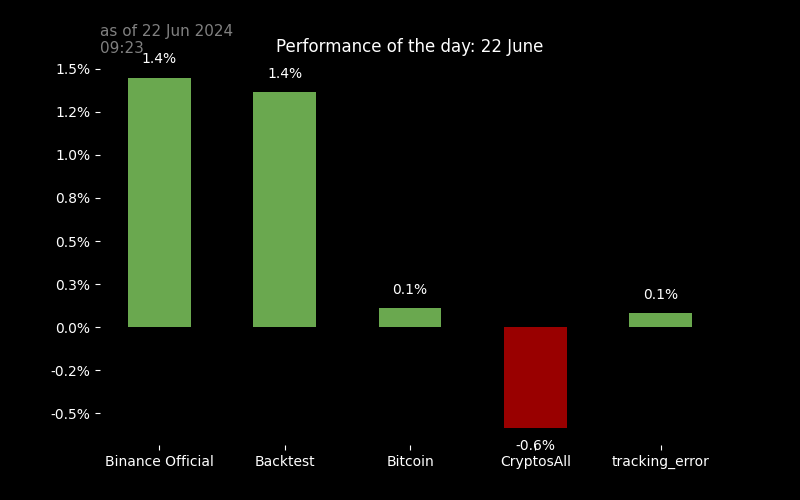 as of 22 Jun 2024
09:23
Performance of the day: 22 June
1.5%
1.2%
1.0%
0.8%
0.5%
0.3%
0.0%
-0.2%
-0.5%
1.4%
1.4%
0.1%
-0.6%
0.1%
Binance Official
Backtest
Bitcoin
CryptosAll
tracking_error